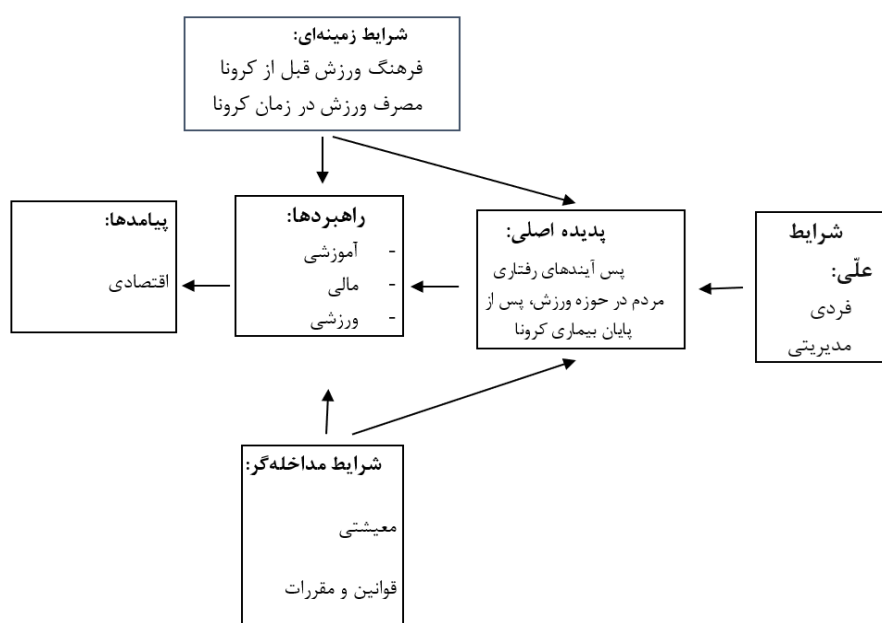 شرایط زمینه‌ای:
فرهنگ ورزش قبل از کرونا
مصرف ورزش در زمان کرونا
شرایط
علّی:
فردی
مدیریتی
پدیده اصلی:
پس آیندهای رفتاری
مردم در حوزه ورزش، پس از
پایان بیماری کرونا
راهبردها:
- آموزشی
- مالی
- ورزشی
پیامدها:
اقتصادی
شرایط مداخله‌گر:
معیشتی
قوانین و مقررات